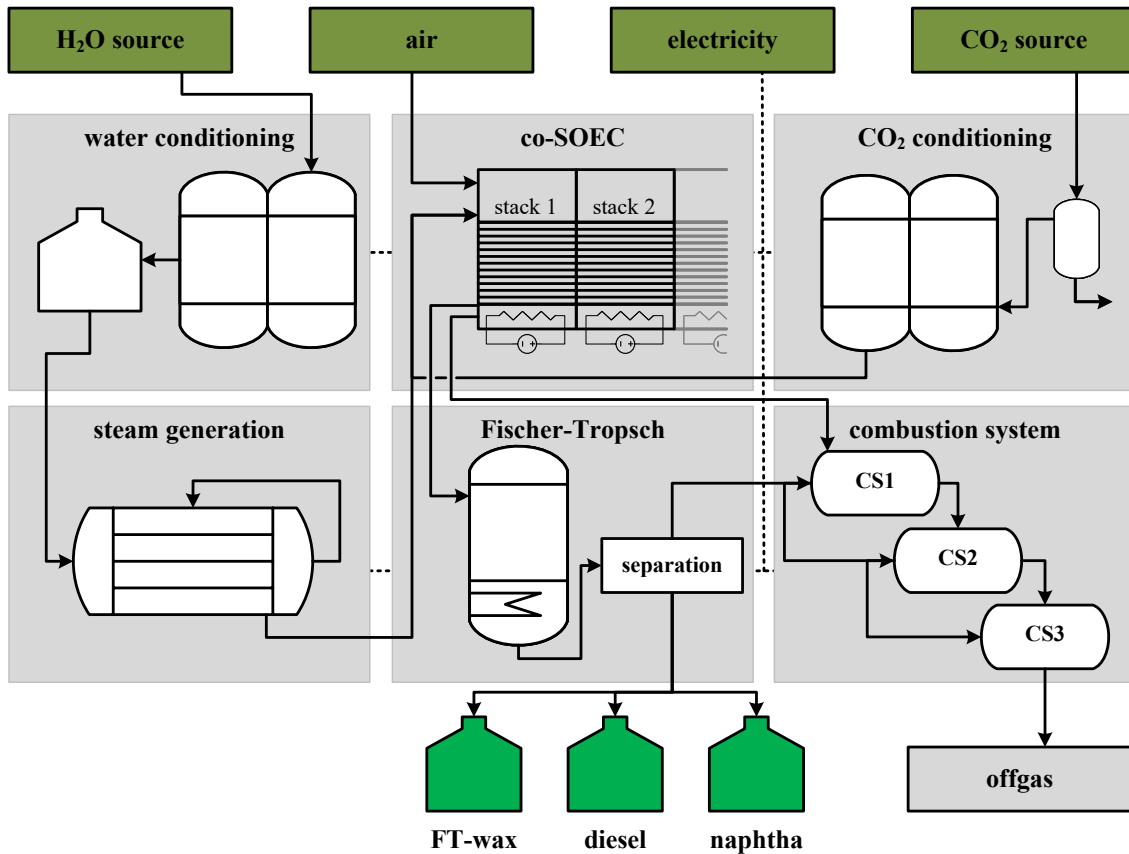 H₂O source
air
electricity
CO₂ source
water conditioning
co-SOEC
CO₂ conditioning
stack 1
stack 2
steam generation
Fischer-Tropsch
combustion system
CS1
CS2
separation
CS3
offgas
FT-wax
diesel
naphtha